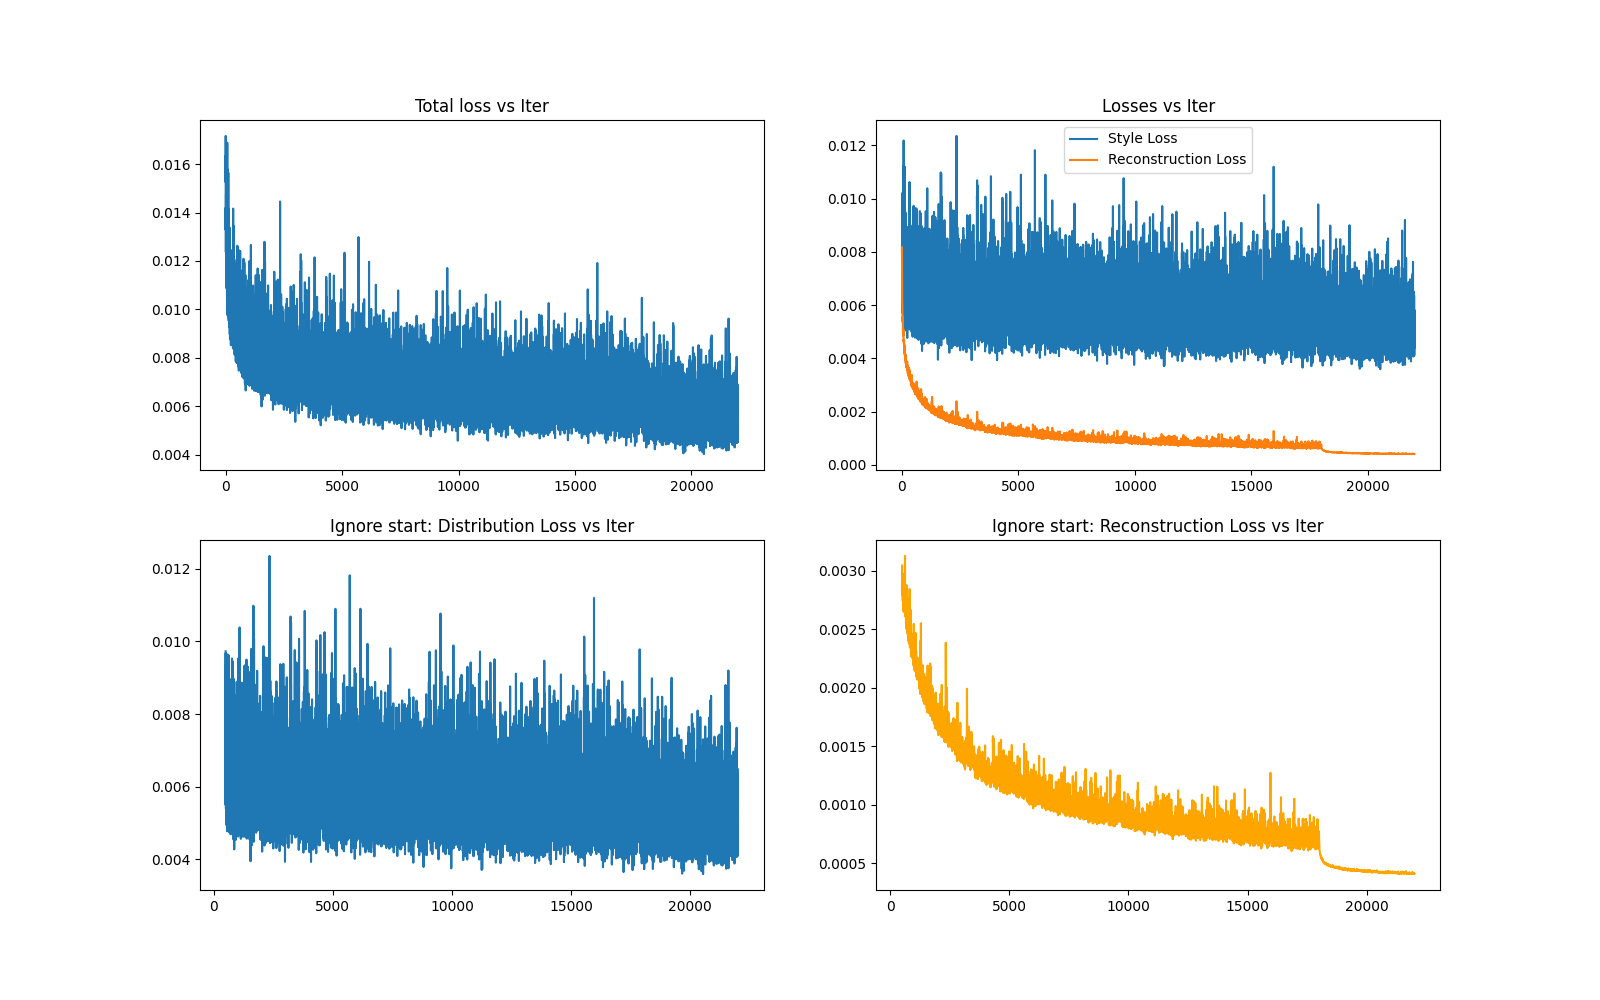 Total loss vs Iter
0.016
0.014
0.012
0.010
0.008
0.006
0.004
0 5000 10000 15000 20000
Losses vs Iter
Style Loss
Reconstruction Loss
0.012
0.010
0.008
0.006
0.004
0.002
0.000
0 5000 10000 15000 20000
Ignore start: Distribution Loss vs Iter
0.012
0.010
0.008
0.006
0.004
0 5000 10000 15000 20000
Ignore start: Reconstruction Loss vs Iter
0.0030
0.0025
0.0020
0.0015
0.0010
0.0005
0 5000 10000 15000 20000